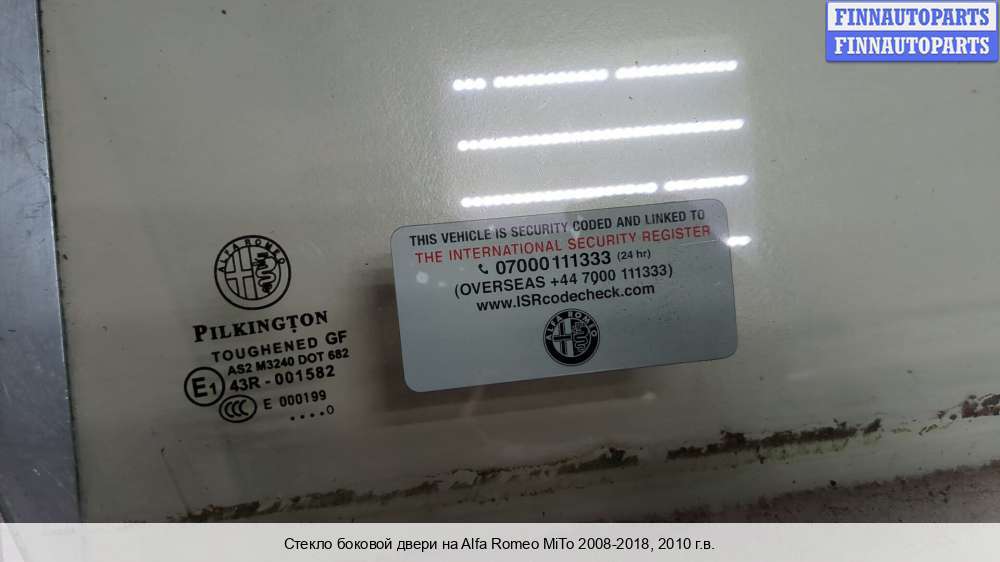 FINNAUTOPARTS
FINNAUTOPARTS
THIS VEHICLE IS SECURITY CODED AND LINKED TO
THE INTERNATIONAL SECURITY REGISTER
07000111333 (24 hr)
(OVERSEAS +44 7000 111333)
www.ISRcodecheck.com
ALFA ROMEO
ALFA ROMEO
PILKINGTON
TOUGHENED GF
AS2 M3240 DOT 682
E1 43R-001582
CCC E 000199
....0
Стекло боковой двери на Alfa Romeo MiTo 2008-2018, 2010 г.в.